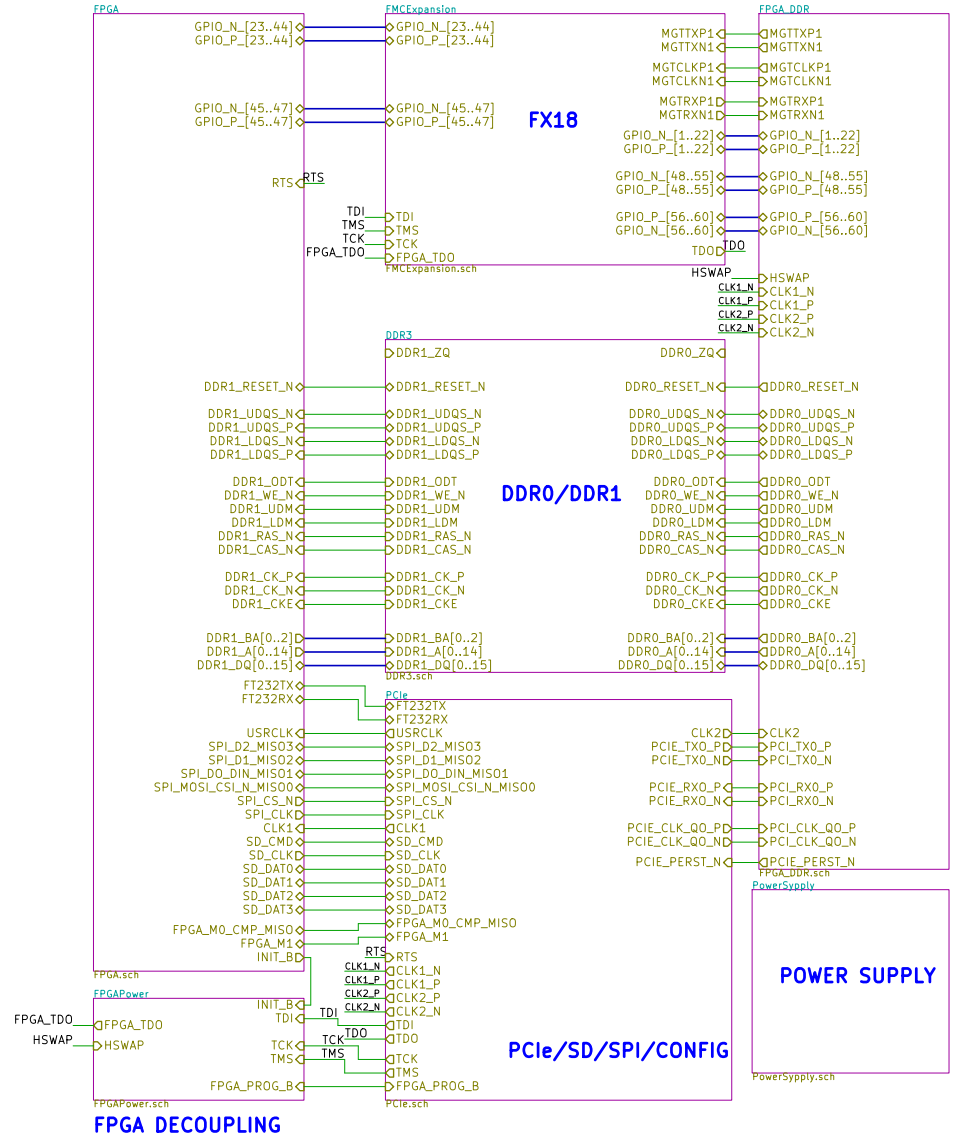 FPGA
GPIO_N_[23..44]
GPIO_P_[23..44]
GPIO_N_[45..47]
GPIO_P_[45..47]
RTS
RTS
DDR1_RESET_N
DDR1_UDQS_N
DDR1_UDQS_P
DDR1_LDQS_N
DDR1_LDQS_P
DDR1_ODT
DDR1_WE_N
DDR1_UDM
DDR1_LDM
DDR1_RAS_N
DDR1_CAS_N
DDR1_CK_P
DDR1_CK_N
DDR1_CKE
DDR1_BA[0..2]
DDR1_A[0..14]
DDR1_DQ[0..15]
FT232TX
FT232RX
USRCLK
SPI_D2_MISO3
SPI_D1_MISO2
SPI_DO_DIN_MISO1
SPI_MOSI_CSI_N_MISO0
SPI_CS_N
SPI_CLK
CLK1
SD_CMD
SD_CLK
SD_DAT0
SD_DAT1
SD_DAT2
SD_DAT3
FPGA_M0_CMP_MISO
FPGA_M1
INIT_B
FPGA.sch
FMCExpansion
GPIO_N_[23..44]
GPIO_P_[23..44]
GPIO_N_[45..47]
GPIO_P_[45..47]
FX18
TDI
TMS
TCK
FPGA_TDO
TDI
TMS
TCK
FPGA_TDO
MGTTXP1
MGTTXN1
MGTCLKP1
MGTCLKN1
MGTRXP1
MGTRXN1
GPIO_N_[1..22]
GPIO_P_[1..22]
GPIO_N_[48..55]
GPIO_P_[48..55]
GPIO_P_[56..60]
GPIO_N_[56..60]
TDO
TDO
FMCExpansion.sch
FPGA_DDR
MGTTXP1
MGTTXN1
MGTCLKP1
MGTCLKN1
MGTRXP1
MGTRXN1
GPIO_N_[1..22]
GPIO_P_[1..22]
GPIO_N_[48..55]
GPIO_P_[48..55]
GPIO_P_[56..60]
GPIO_N_[56..60]
HSWAP
CLK1_N
CLK1_P
CLK2_P
CLK2_N
HSWAP
CLK1_N
CLK1_P
CLK2_P
CLK2_N
DDR0_RESET_N
DDR0_UDQS_N
DDR0_UDQS_P
DDR0_LDQS_N
DDR0_LDQS_P
DDR0_ODT
DDR0_WE_N
DDR0_UDM
DDR0_LDM
DDR0_RAS_N
DDR0_CAS_N
DDR0_CK_P
DDR0_CK_N
DDR0_CKE
DDR0_BA[0..2]
DDR0_A[0..14]
DDR0_DQ[0..15]
CLK2
PCI_TX0_P
PCI_TX0_N
PCI_RX0_P
PCI_RX0_N
PCI_CLK_QO_P
PCI_CLK_QO_N
PCIE_PERST_N
FPGA_DDR.sch
DDR3
DDR1_ZQ
DDR1_RESET_N
DDR1_UDQS_N
DDR1_UDQS_P
DDR1_LDQS_N
DDR1_LDQS_P
DDR1_ODT
DDR1_WE_N
DDR1_UDM
DDR1_LDM
DDR1_RAS_N
DDR1_CAS_N
DDR1_CK_P
DDR1_CK_N
DDR1_CKE
DDR1_BA[0..2]
DDR1_A[0..14]
DDR1_DQ[0..15]
DDR0/DDR1
DDR0_ZQ
DDR0_RESET_N
DDR0_UDQS_N
DDR0_UDQS_P
DDR0_LDQS_N
DDR0_LDQS_P
DDR0_ODT
DDR0_WE_N
DDR0_UDM
DDR0_LDM
DDR0_RAS_N
DDR0_CAS_N
DDR0_CK_P
DDR0_CK_N
DDR0_CKE
DDR0_BA[0..2]
DDR0_A[0..14]
DDR0_DQ[0..15]
DDR3.sch
PCIe
FT232TX
FT232RX
USRCLK
SPI_D2_MISO3
SPI_D1_MISO2
SPI_DO_DIN_MISO1
SPI_MOSI_CSI_N_MISO0
SPI_CS_N
SPI_CLK
CLK1
SD_CMD
SD_CLK
SD_DAT0
SD_DAT1
SD_DAT2
SD_DAT3
FPGA_M0_CMP_MISO
FPGA_M1
RTS
CLK1_N
CLK1_P
CLK2_P
CLK2_N
TDI
TDO
TCK
TMS
FPGA_PROG_B
RTS
CLK1_N
CLK1_P
CLK2_P
CLK2_N
CLK2
PCIE_TX0_P
PCIE_TX0_N
PCIE_RX0_P
PCIE_RX0_N
PCIE_CLK_QO_P
PCIE_CLK_QO_N
PCIE_PERST_N
PCIe/SD/SPI/CONFIG
PCIe.sch
PowerSypply
POWER SUPPLY
PowerSypply.sch
FPGAPower
FPGA_TDO
HSWAP
FPGA_TDO
HSWAP
INIT_B
TDI
TCK
TMS
FPGA_PROG_B
TDI
TDO
TCK
TMS
FPGAPower.sch
FPGA DECOUPLING